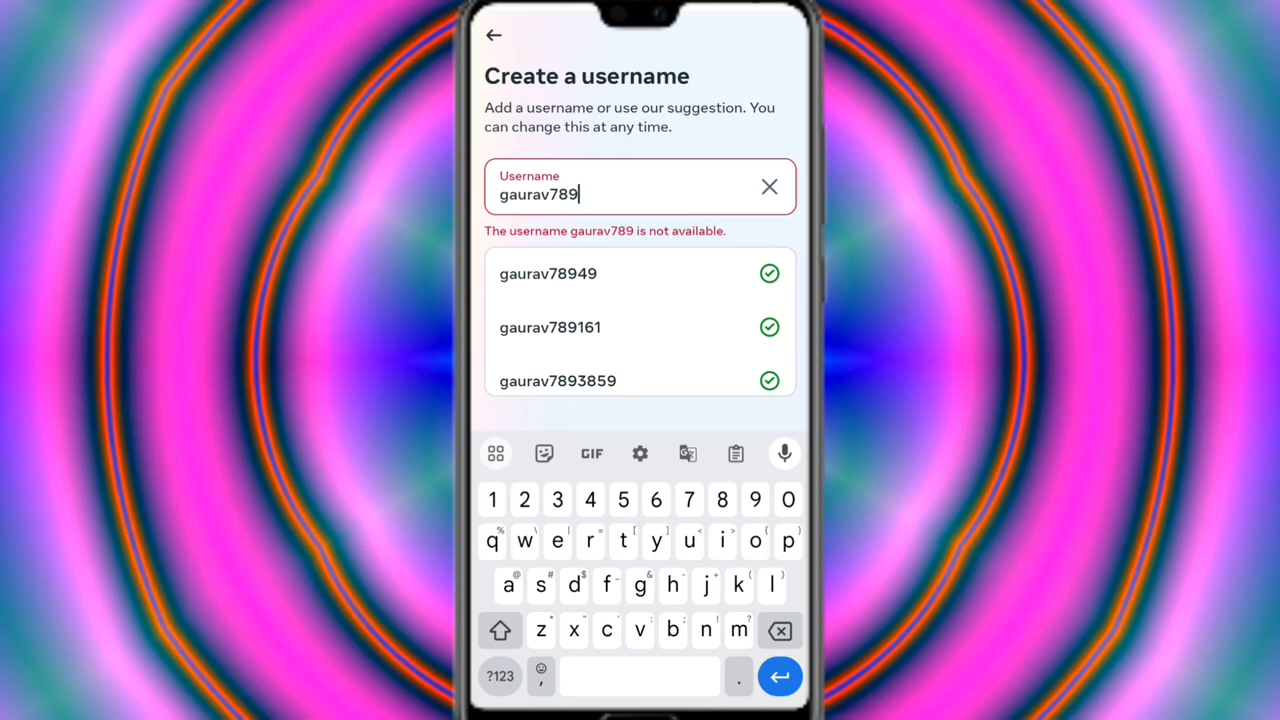 Create a username
Add a username or use our suggestion. You
can change this at any time.
Username
gaurav789
The username gaurav789 is not available.
gaurav78949
gaurav789161
gaurav7893859
GIF
1 2 3 4 5 6 7 8 9 0
q w e r t y u i o p
a s d f g h j k l
z x c v b n m
?123 , .